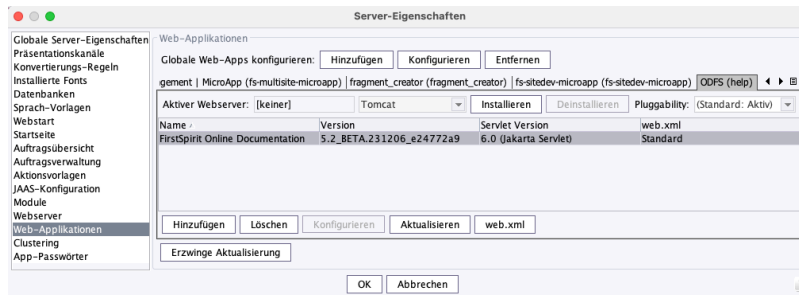 Server-Eigenschaften
Globale Server-Eigenschaften
Präsentationskanäle
Konvertierungs-Regeln
Installierte Fonts
Datenbanken
Sprach-Vorlagen
Webstart
Startseite
Auftragsübersicht
Auftragsverwaltung
Aktionsvorlagen
JAAS-Konfiguration
Module
Webserver
Web-Applikationen
Clustering
App-Passwörter
Web-Applikationen
Globale Web-Apps konfigurieren: Hinzufügen Konfigurieren Entfernen
gement | MicroApp (fs-multisite-microapp) fragment_creator (fragment_creator) fs-sitedev-microapp (fs-sitedev-microapp) ODFS (help)
Aktiver Webserver: [keiner] Tomcat Installieren Deinstallieren Pluggability: (Standard: Aktiv)
Name Version Servlet Version web.xml
FirstSpirit Online Documentation 5.2_BETA.231206_e24772a9 6.0 (Jakarta Servlet) Standard
Hinzufügen Löschen Konfigurieren Aktualisieren web.xml
Erzwinge Aktualisierung
OK Abbrechen